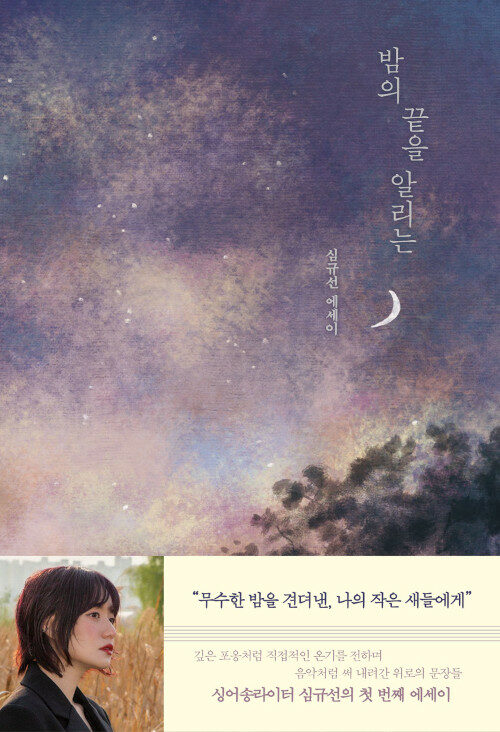 밤의 끝을 알리는
심규선 에세이
“무수한 밤을 견뎌낸, 나의 작은 새들에게”
깊은 포옹처럼 직접적인 온기를 전하며
음악처럼 써 내려간 위로의 문장들
싱어송라이터 심규선의 첫 번째 에세이